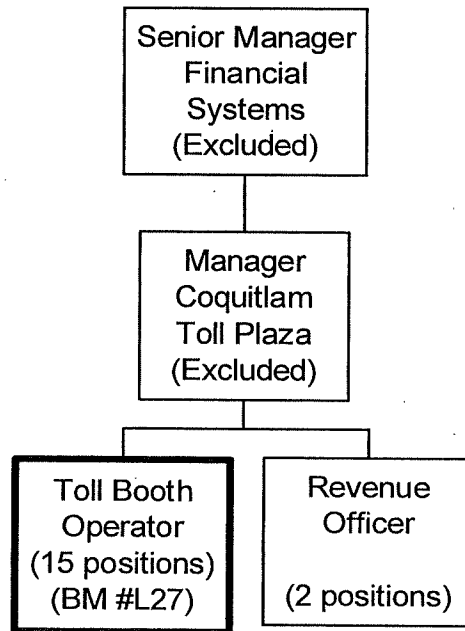 Senior Manager
Financial
Systems
(Excluded)
Manager
Coquitlam
Toll Plaza
(Excluded)
Toll Booth
Operator
(15 positions)
(BM #L27)
Revenue
Officer
(2 positions)